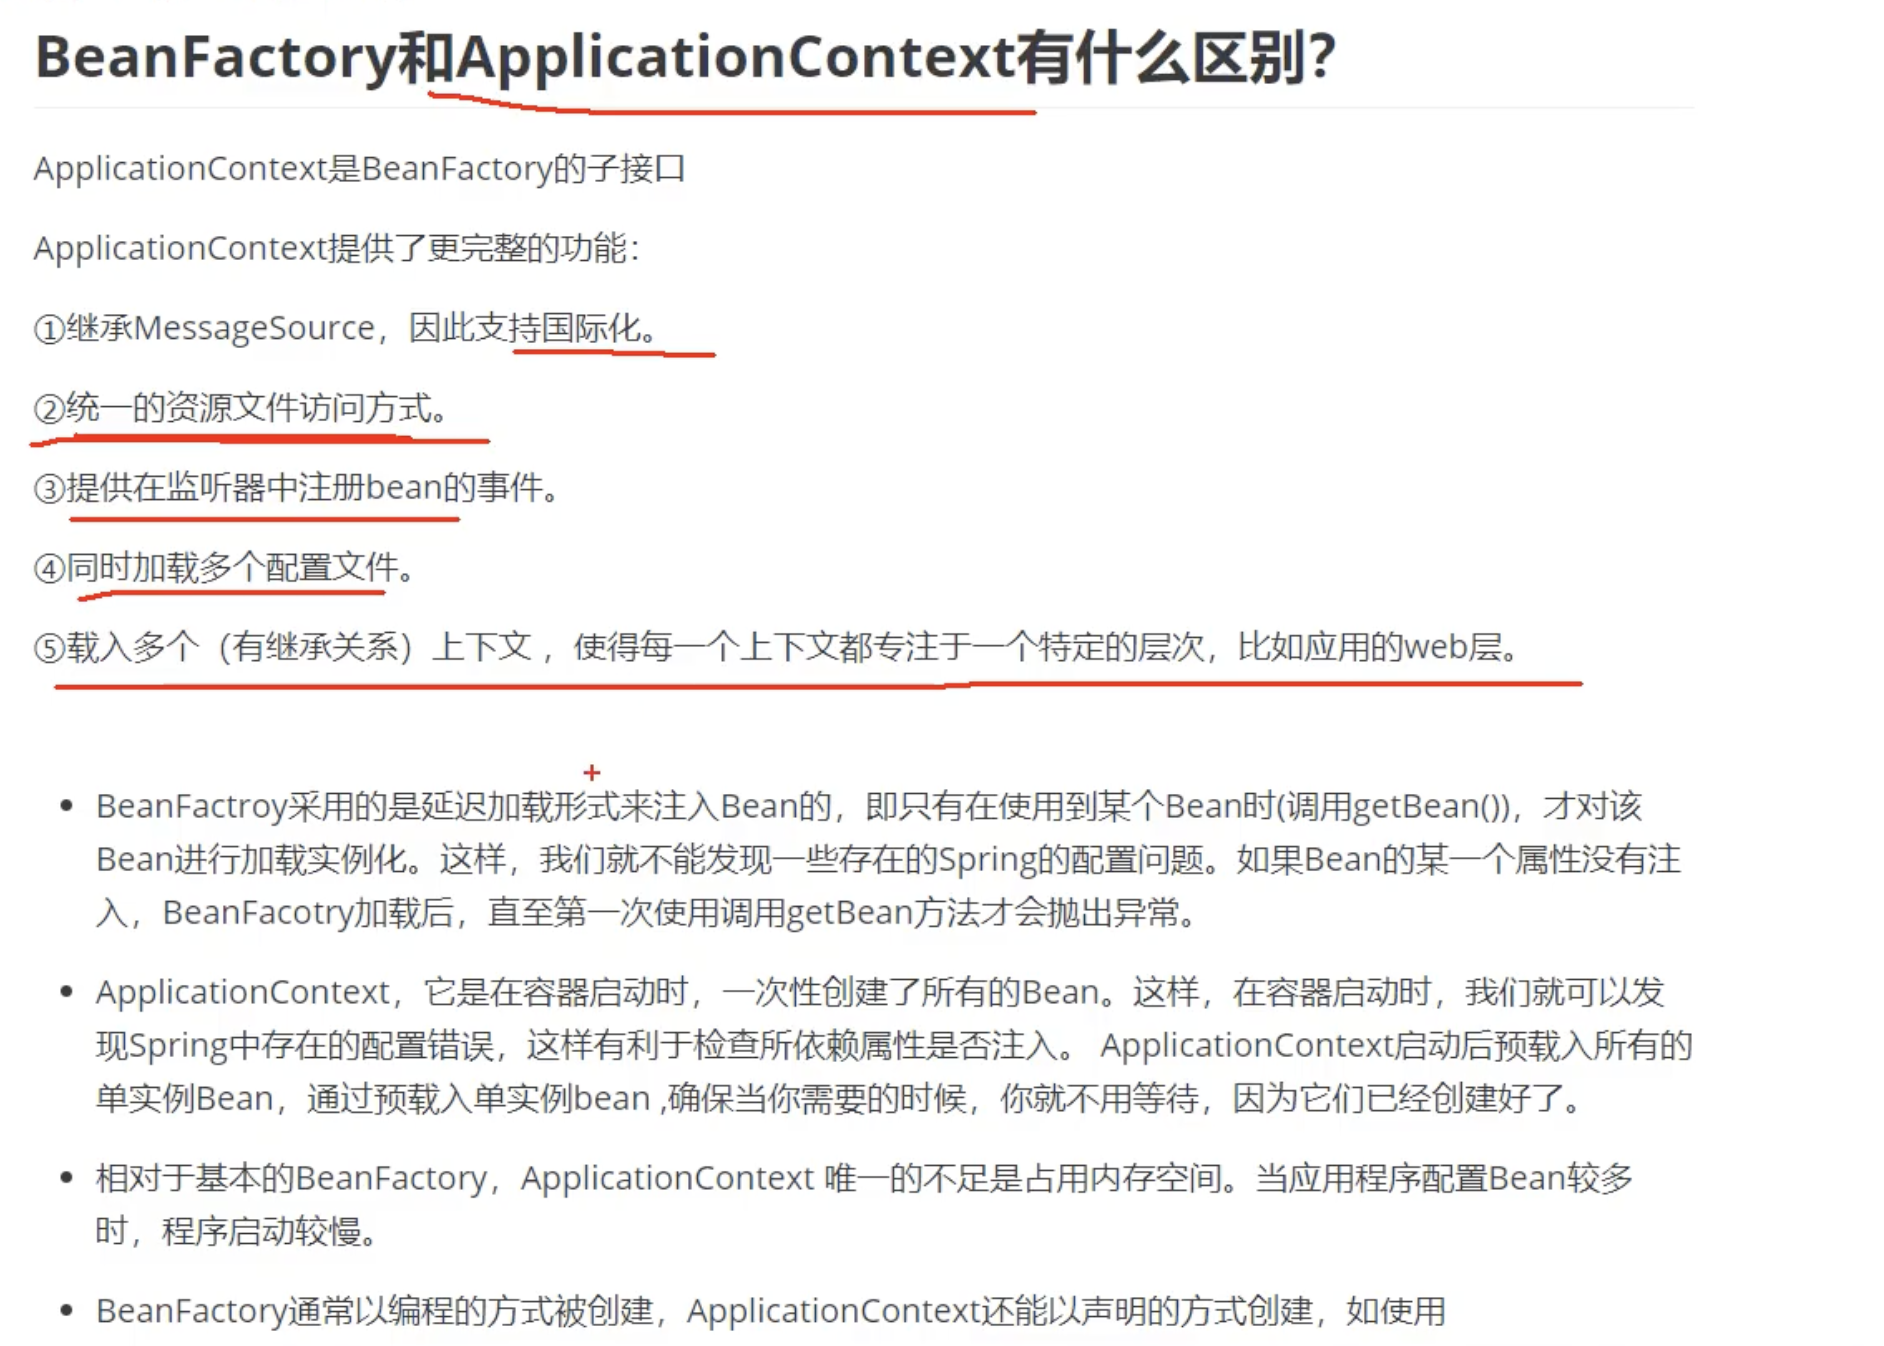 BeanFactory和ApplicationContext有什么区别?
ApplicationContext是BeanFactory的子接口
ApplicationContext提供了更完整的功能：
①继承MessageSource，因此支持国际化。
②统一的资源文件访问方式。
③提供在监听器中注册bean的事件。
④同时加载多个配置文件。
⑤载入多个（有继承关系）上下文 ，使得每一个上下文都专注于一个特定的层次，比如应用的web层。
• BeanFactroy采用的是延迟加载形式来注入Bean的，即只有在使用到某个Bean时(调用getBean())，才对该
Bean进行加载实例化。这样，我们就不能发现一些存在的Spring的配置问题。如果Bean的某一个属性没有注
入，BeanFacotry加载后，直至第一次使用调用getBean方法才会抛出异常。
• ApplicationContext，它是在容器启动时，一次性创建了所有的Bean。这样，在容器启动时，我们就可以发
现Spring中存在的配置错误，这样有利于检查所依赖属性是否注入。 ApplicationContext启动后预载入所有的
单实例Bean，通过预载入单实例bean ,确保当你需要的时候，你就不用等待，因为它们已经创建好了。
• 相对于基本的BeanFactory，ApplicationContext 唯一的不足是占用内存空间。当应用程序配置Bean较多
时，程序启动较慢。
• BeanFactory通常以编程的方式被创建，ApplicationContext还能以声明的方式创建，如使用